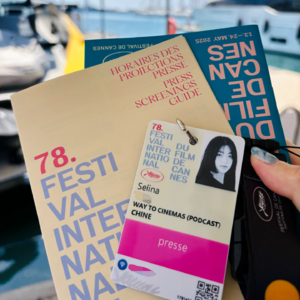 13–24 MAY 2025
FESTIVAL DE CANNES
HORAIRES DES
PROJECTIONS
PRESSE
PRESS
SCREENINGS
GUIDE
78.
FESTI
VAL
INTER
NATIO
NAL
DU
FILM
DE
CAN
NES
78.
FESTI
VAL
INTER
NATIO
NAL
DU
FILM
DE
CAN
NES
Selina
WAY TO CINEMAS (PODCAST)
CHINE
presse